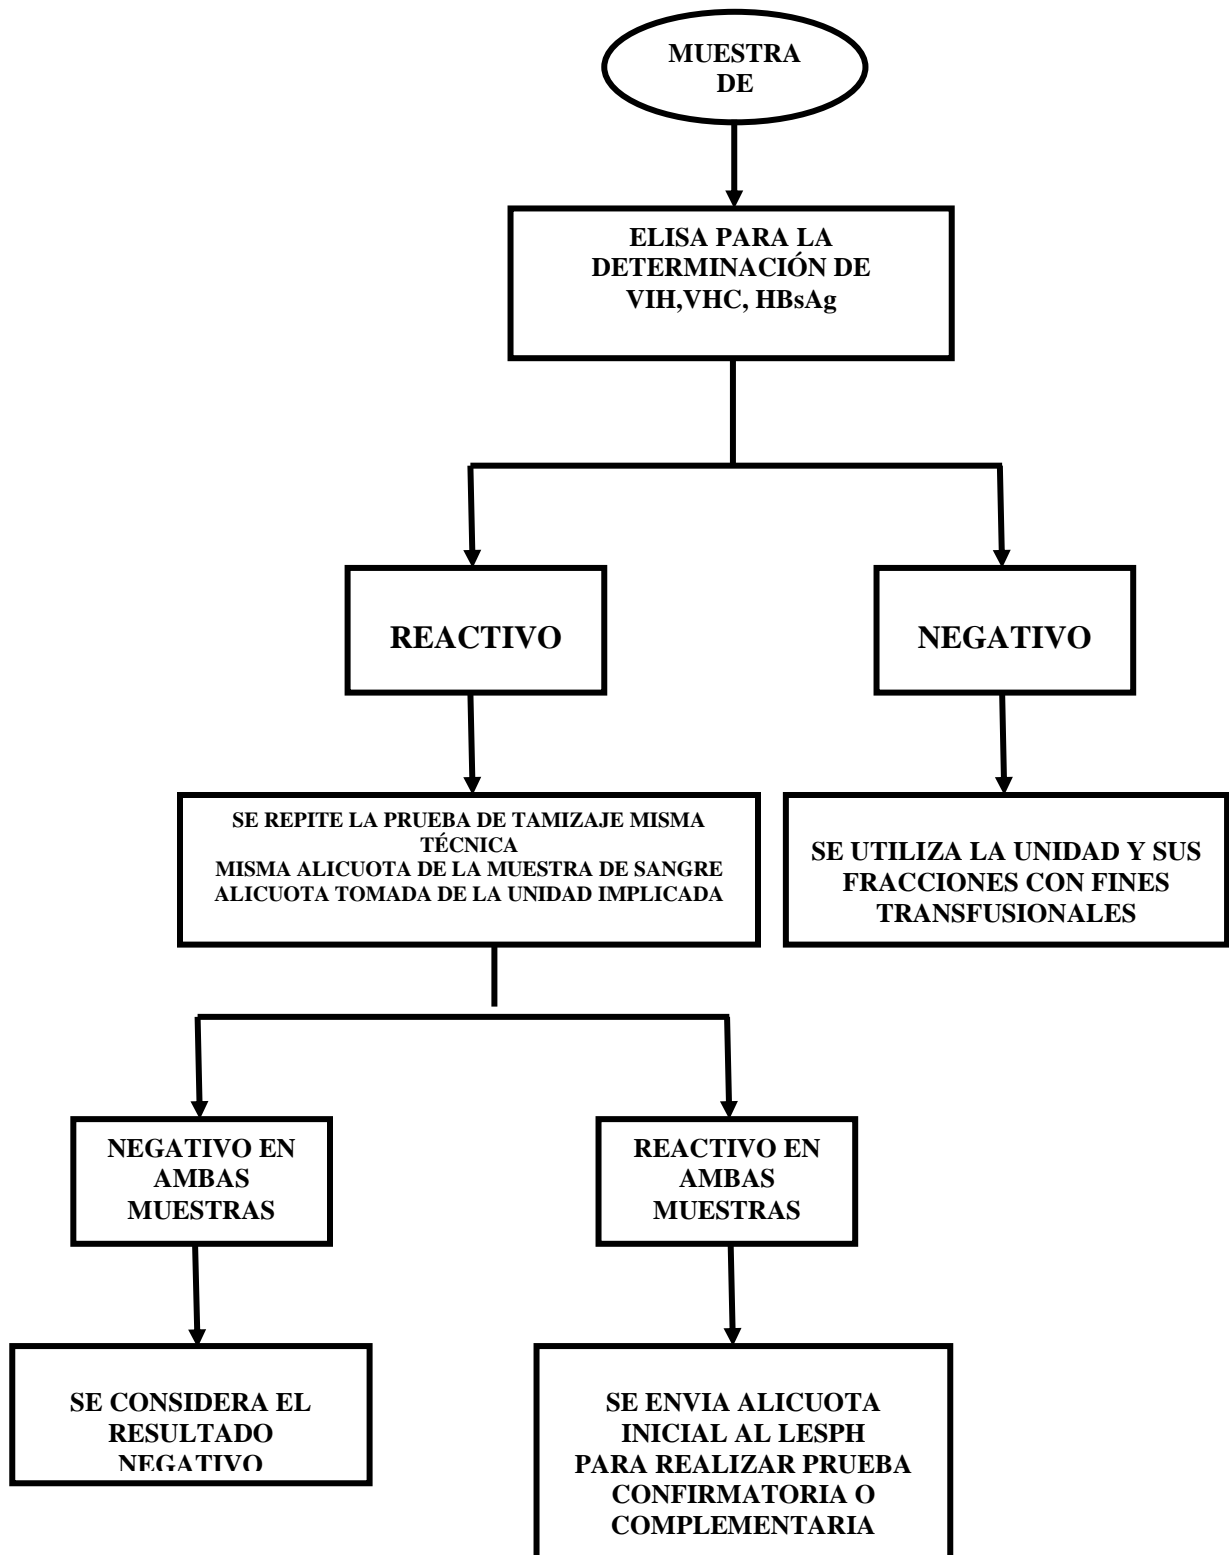 MUESTRA
DE
ELISA PARA LA
DETERMINACIÓN DE
VIH,VHC, HBsAg
REACTIVO
NEGATIVO
SE REPITE LA PRUEBA DE TAMIZAJE MISMA
TÉCNICA
MISMA ALICUOTA DE LA MUESTRA DE SANGRE
ALICUOTA TOMADA DE LA UNIDAD IMPLICADA
SE UTILIZA LA UNIDAD Y SUS
FRACCIONES CON FINES
TRANSFUSIONALES
NEGATIVO EN
AMBAS
MUESTRAS
REACTIVO EN
AMBAS
MUESTRAS
SE CONSIDERA EL
RESULTADO
NEGATIVO
SE ENVIA ALICUOTA
INICIAL AL LESPH
PARA REALIZAR PRUEBA
CONFIRMATORIA O
COMPLEMENTARIA